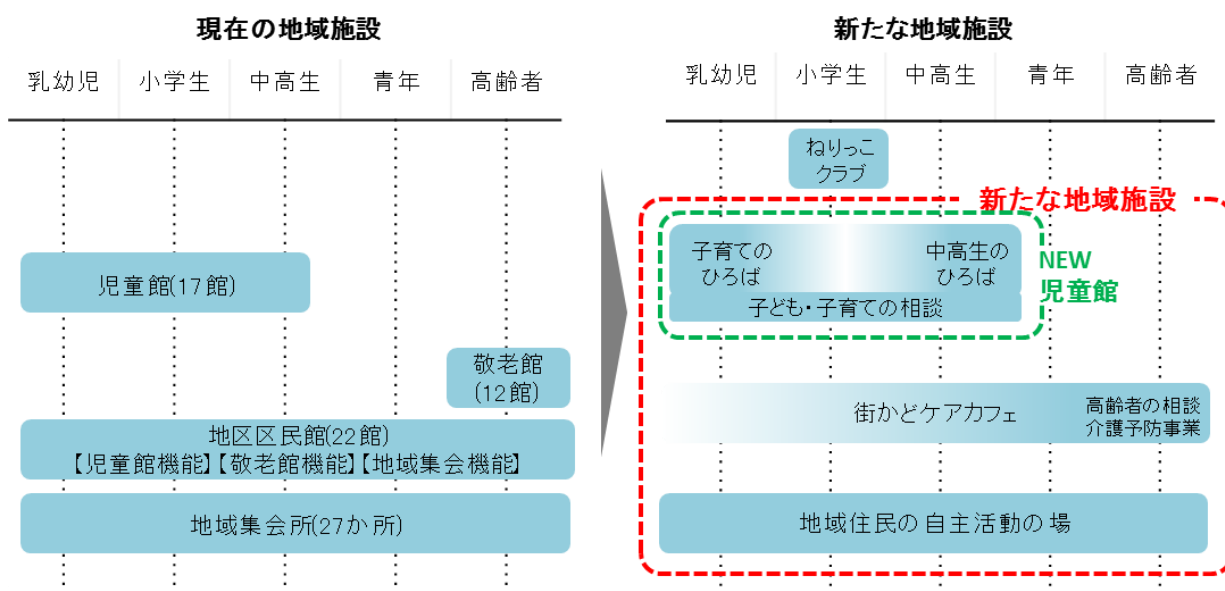 現在の地域施設
乳幼児
小学生
中高生
青年
高齢者
児童館(17館)
敬老館
(12館)
地区区民館(22館)
【児童館機能】【敬老館機能】【地域集会機能】
地域集会所(27か所)
新たな地域施設
乳幼児
小学生
中高生
青年
高齢者
ねりっこ
クラブ
新たな地域施設
子育ての
ひろば
中高生の
ひろば
子ども・子育ての相談
NEW
児童館
街かどケアカフェ
高齢者の相談
介護予防事業
地域住民の自主活動の場